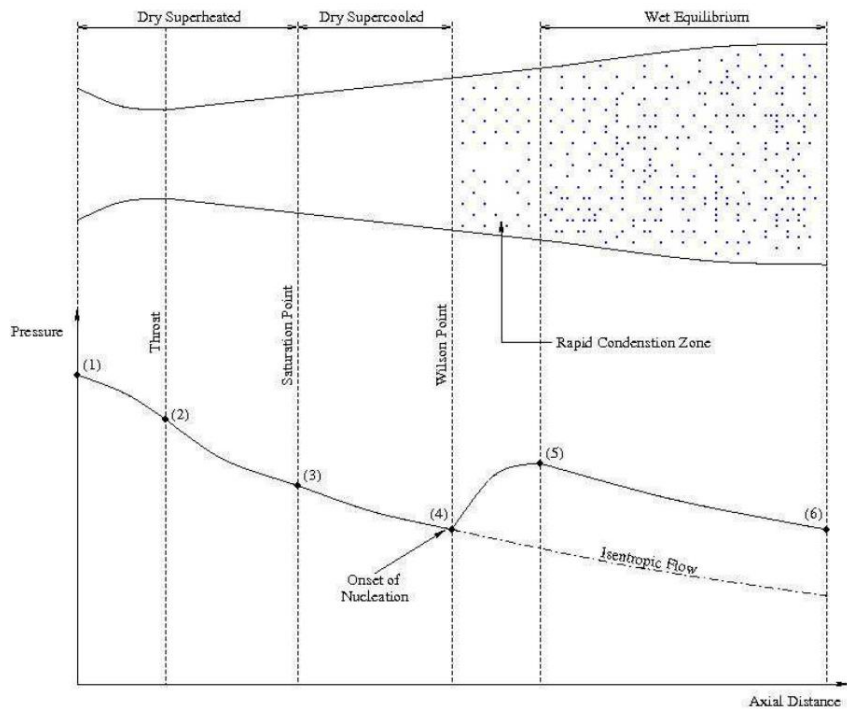 Dry Superheated
Dry Supercooled
Wet Equilibrium
Pressure
Throat
Saturation Point
Wilson Point
Rapid Condenstion Zone
(1)
(2)
(3)
(4)
(5)
(6)
Onset of
Nucleation
Isentropic Flow
Axial Distance